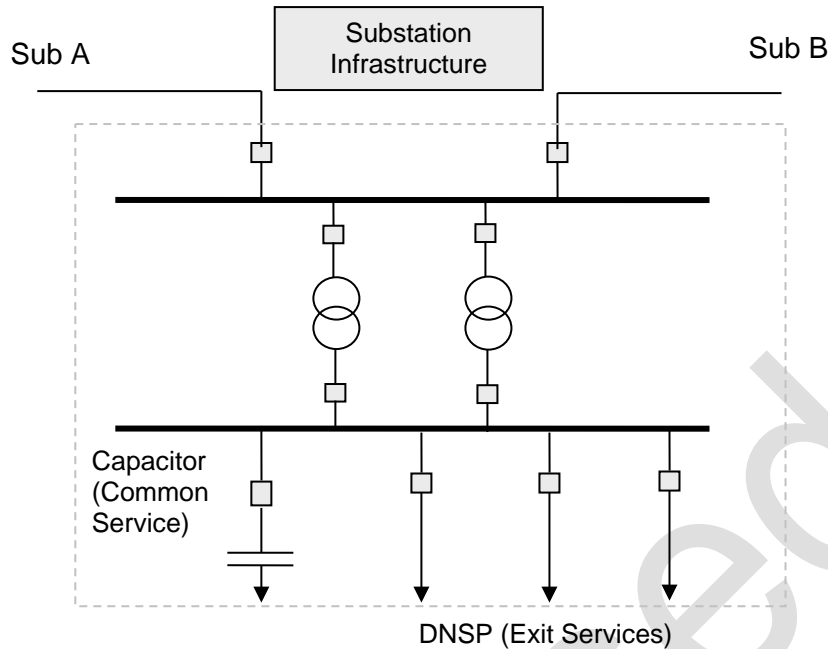 Substation
Infrastructure
Sub A
Sub B
Capacitor
(Common
Service)
DNSP (Exit Services)